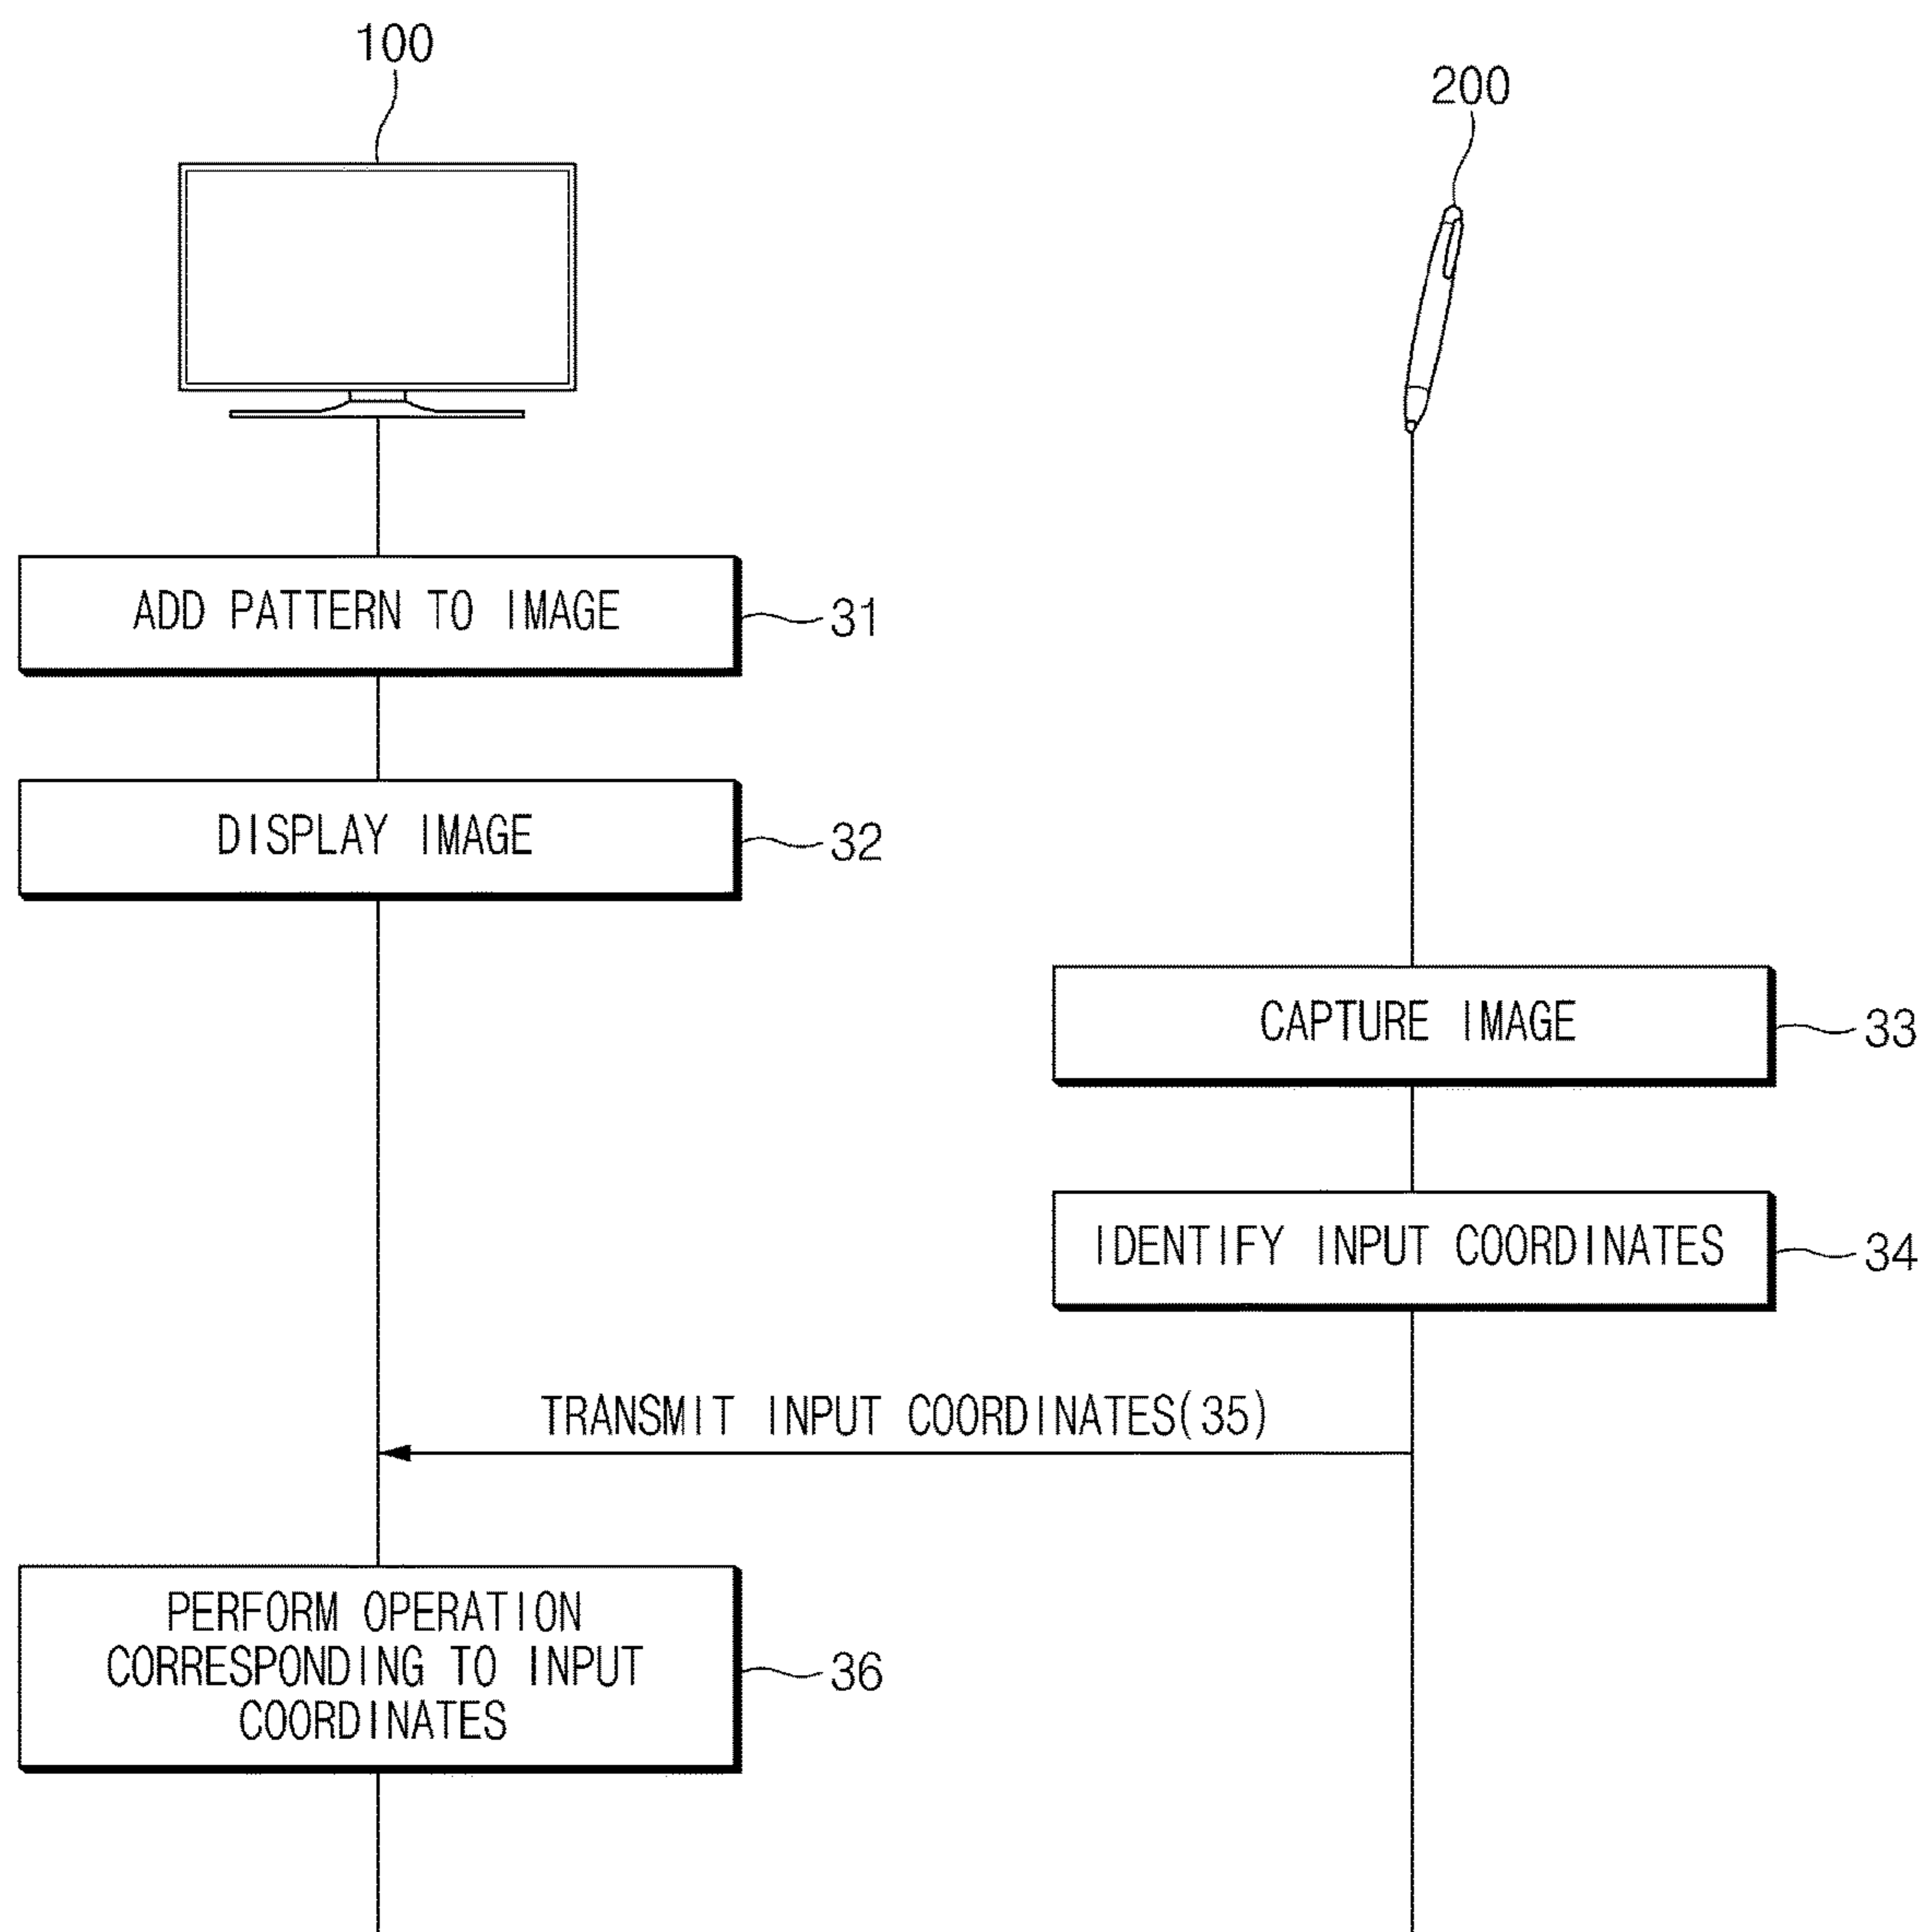 100
200
ADD PATTERN TO IMAGE
31
DISPLAY IMAGE
32
CAPTURE IMAGE
33
IDENTIFY INPUT COORDINATES
34
TRANSMIT INPUT COORDINATES(35)
PERFORM OPERATION
CORRESPONDING TO INPUT
COORDINATES
36